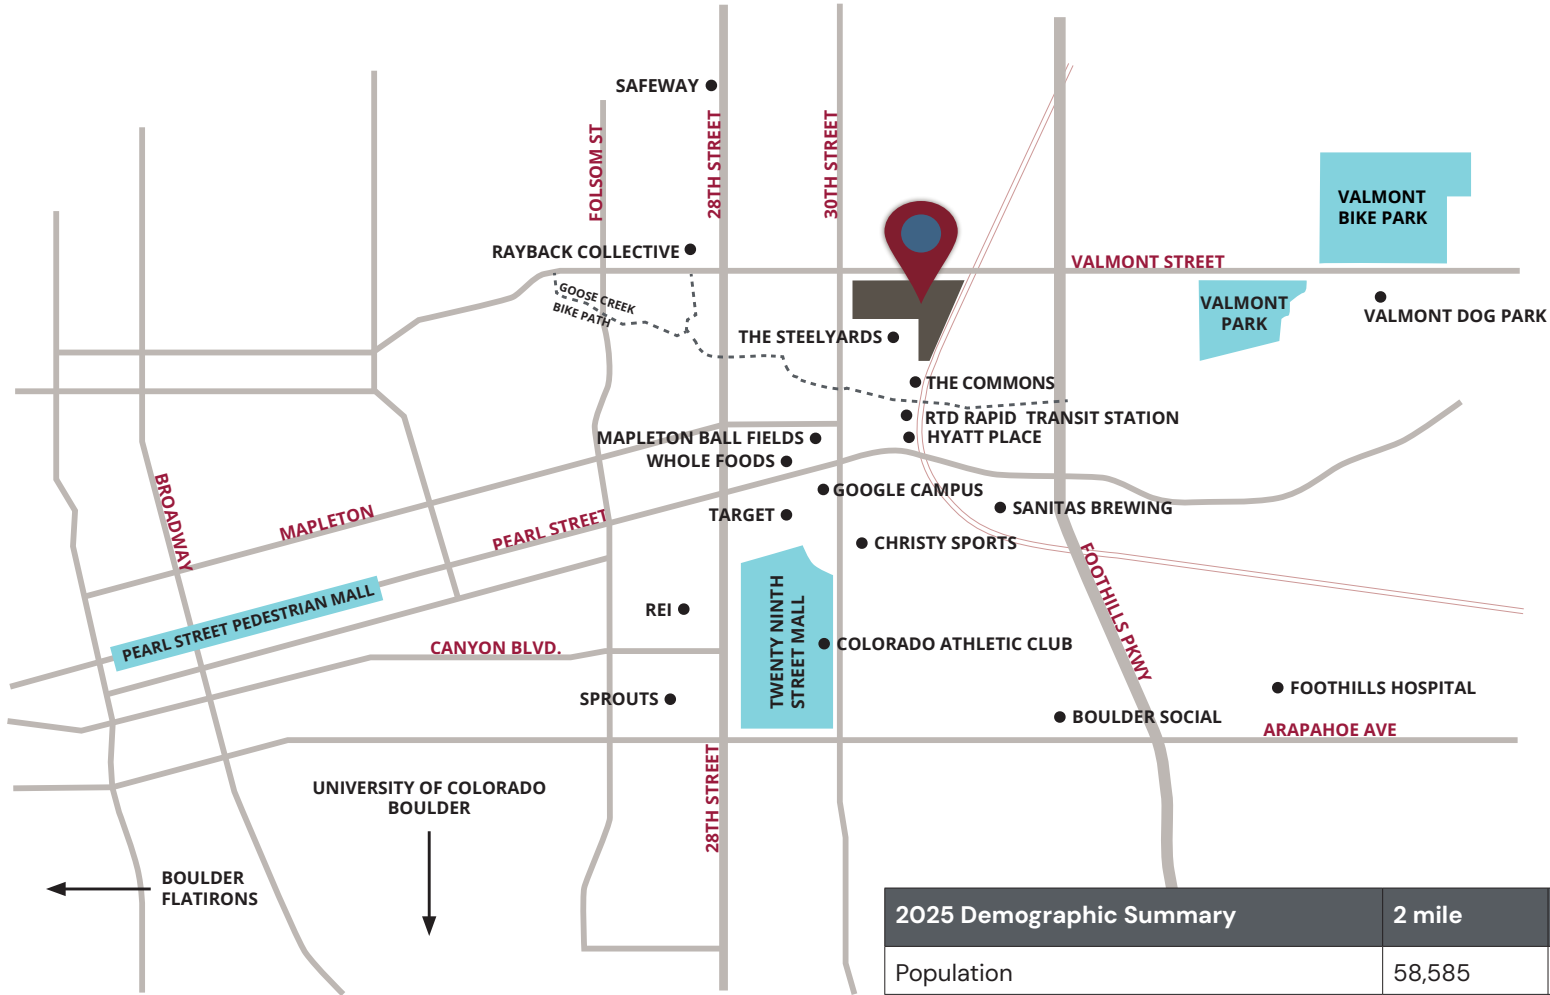 SAFEWAY
FOLSOM ST
28TH STREET
30TH STREET
VALMONT
BIKE PARK
RAYBACK COLLECTIVE
VALMONT STREET
GOOSE CREEK
BIKE PATH
VALMONT
PARK
VALMONT DOG PARK
THE STEELYARDS
THE COMMONS
RTD RAPID TRANSIT STATION
MAPLETON BALL FIELDS
HYATT PLACE
WHOLE FOODS
GOOGLE CAMPUS
BROADWAY
MAPLETON
PEARL STREET
TARGET
SANITAS BREWING
CHRISTY SPORTS
FOOTHILLS PKWY
PEARL STREET PEDESTRIAN MALL
REI
TWENTY NINTH
STREET MALL
CANYON BLVD.
COLORADO ATHLETIC CLUB
SPROUTS
FOOTHILLS HOSPITAL
BOULDER SOCIAL
ARAPAHOE AVE
28TH STREET
UNIVERSITY OF COLORADO
BOULDER
BOULDER
FLATIRONS
2025 Demographic Summary 2 mile
Population 58,585